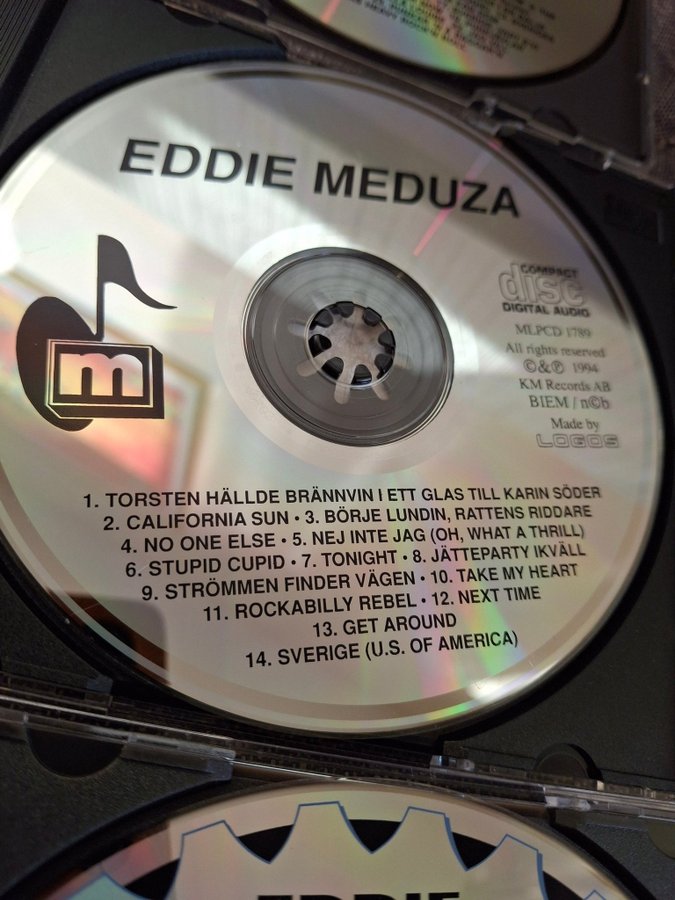 EDDIE MEDUZA
m
COMPACT
disc
DIGITAL AUDIO
MLPCD 1789
All rights reserved
©&℗ 1994
KM Records AB
BIEM / n©b
Made by
LOGOS
1. TORSTEN HÄLLDE BRÄNNVIN I ETT GLAS TILL KARIN SÖDER
2. CALIFORNIA SUN • 3. BÖRJE LUNDIN, RATTENS RIDDARE
4. NO ONE ELSE • 5. NEJ INTE JAG (OH, WHAT A THRILL)
6. STUPID CUPID • 7. TONIGHT • 8. JÄTTEPARTY IKVÄLL
9. STRÖMMEN FINDER VÄGEN • 10. TAKE MY HEART
11. ROCKABILLY REBEL • 12. NEXT TIME
13. GET AROUND
14. SVERIGE (U.S. OF AMERICA)
EDDIE